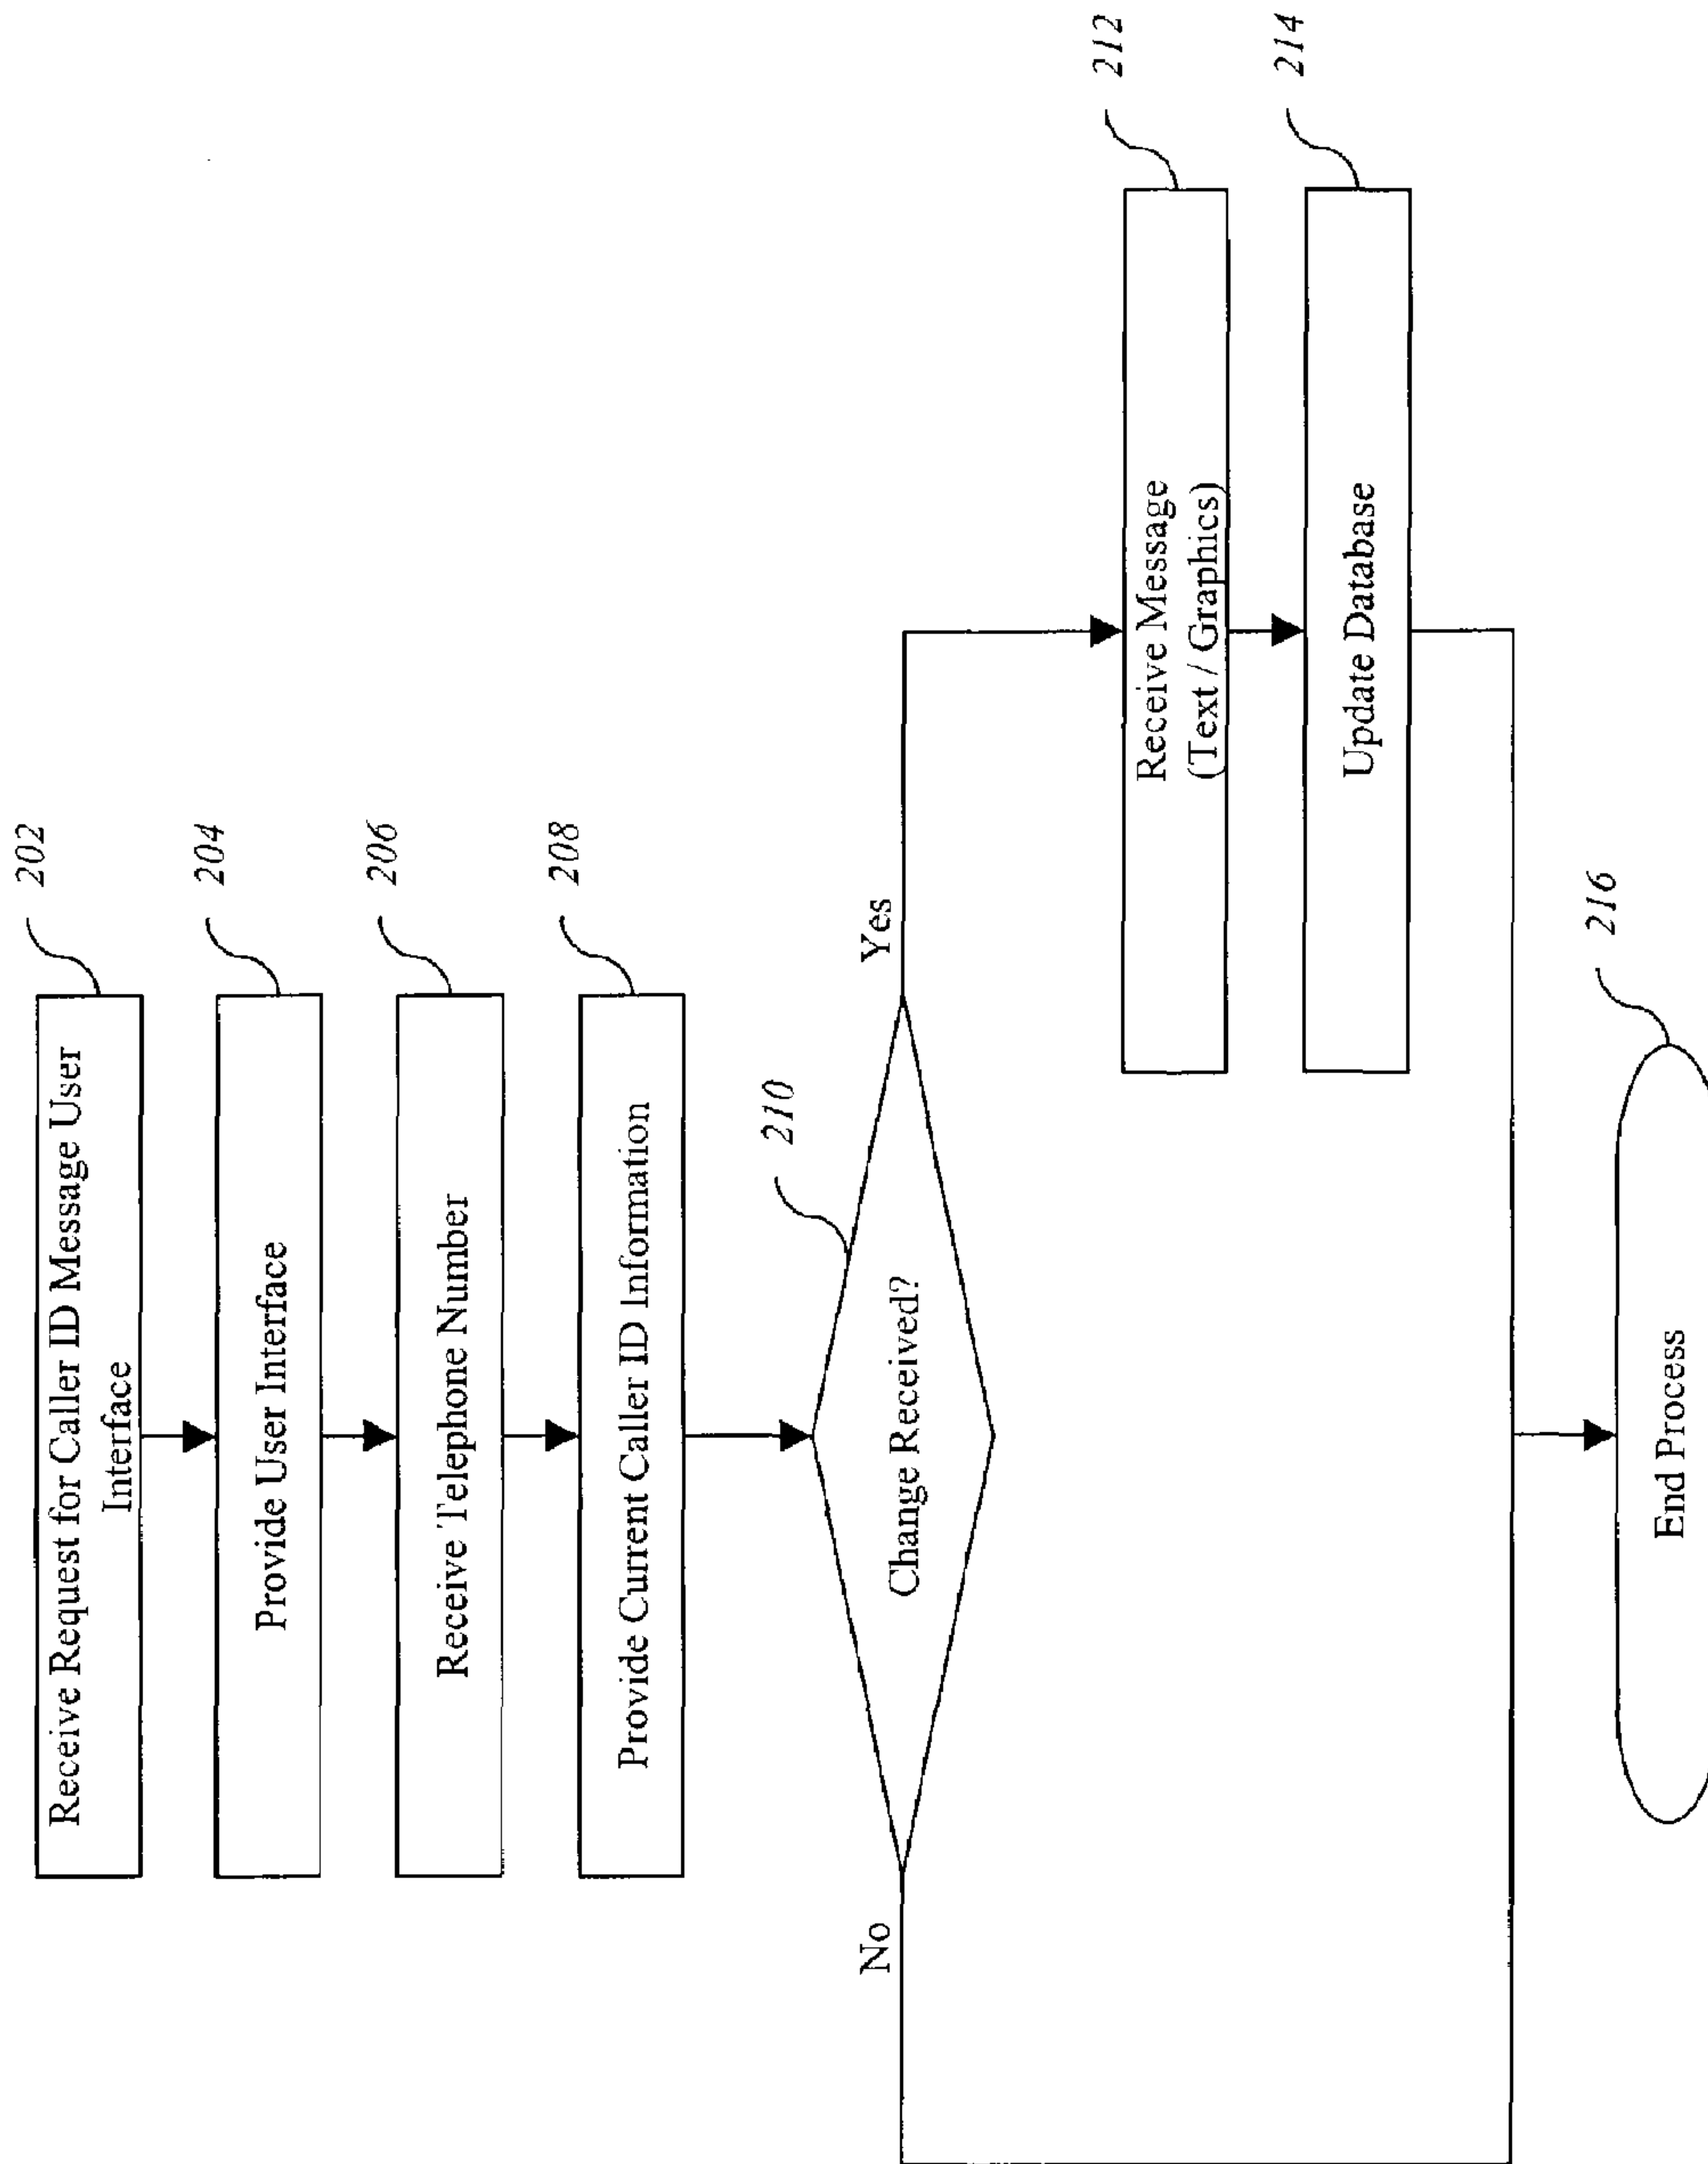 202
Receive Request for Caller ID Message User
Interface
204
Provide User Interface
206
Receive Telephone Number
208
Provide Current Caller ID Information
210
Change Received?
No
Yes
212
Receive Message
(Text / Graphics)
214
Update Database
216
End Process